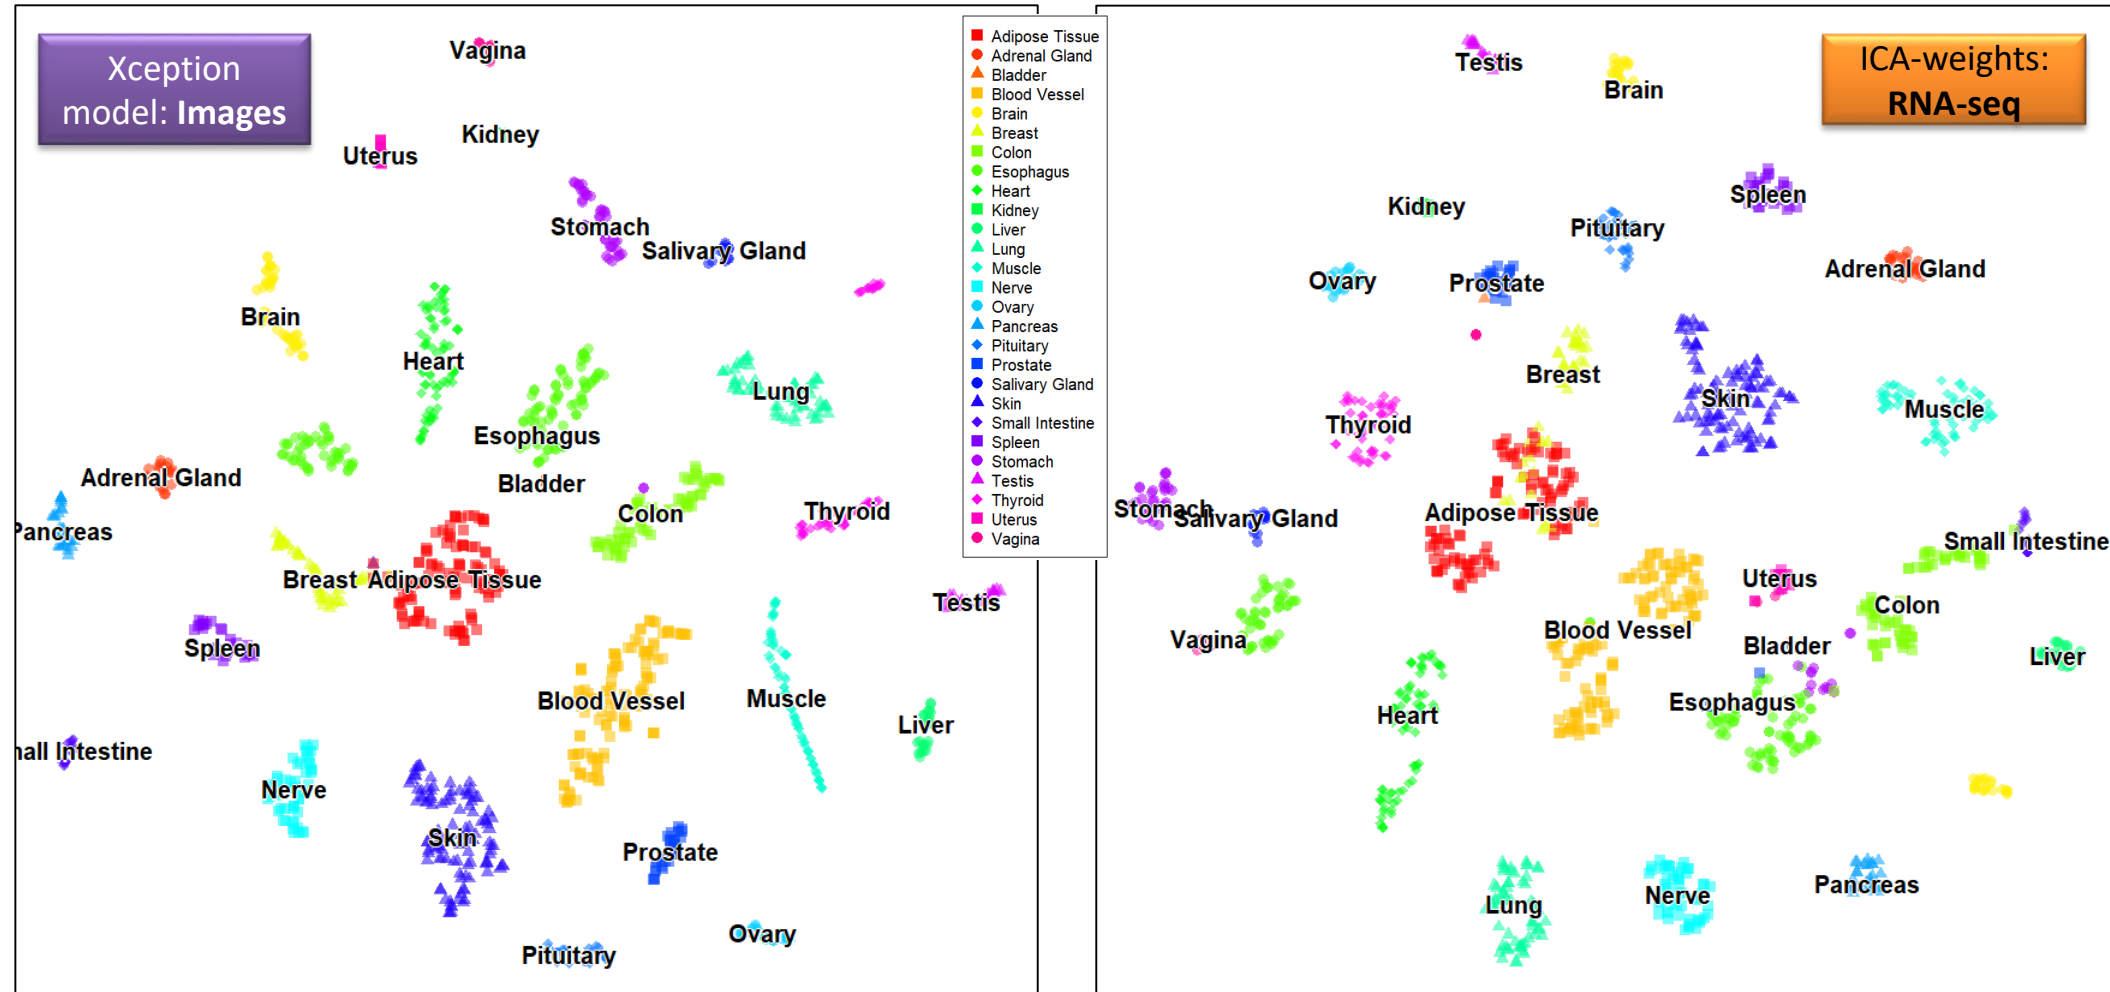 Xception
model: Images
Vagina
Kidney
Uterus
Stomach
Salivary Gland
Brain
Heart
Lung
Esophagus
Adrenal Gland
Bladder
Pancreas
Colon
Thyroid
Breast
Adipose Tissue
Testis
Spleen
Blood Vessel
Muscle
Liver
nall Intestine
Nerve
Skin
Prostate
Ovary
Pituitary
Adipose Tissue
Adrenal Gland
Bladder
Blood Vessel
Brain
Breast
Colon
Esophagus
Heart
Kidney
Liver
Lung
Muscle
Nerve
Ovary
Pancreas
Pituitary
Prostate
Salivary Gland
Skin
Small Intestine
Spleen
Stomach
Testis
Thyroid
Uterus
Vagina
ICA-weights:
RNA-seq
Testis
Brain
Spleen
Kidney
Pituitary
Adrenal Gland
Ovary
Prostate
Breast
Skin
Muscle
Thyroid
Stomach
Salivary Gland
Adipose Tissue
Small Intestine
Uterus
Colon
Blood Vessel
Vagina
Bladder
Liver
Esophagus
Heart
Pancreas
Nerve
Lung